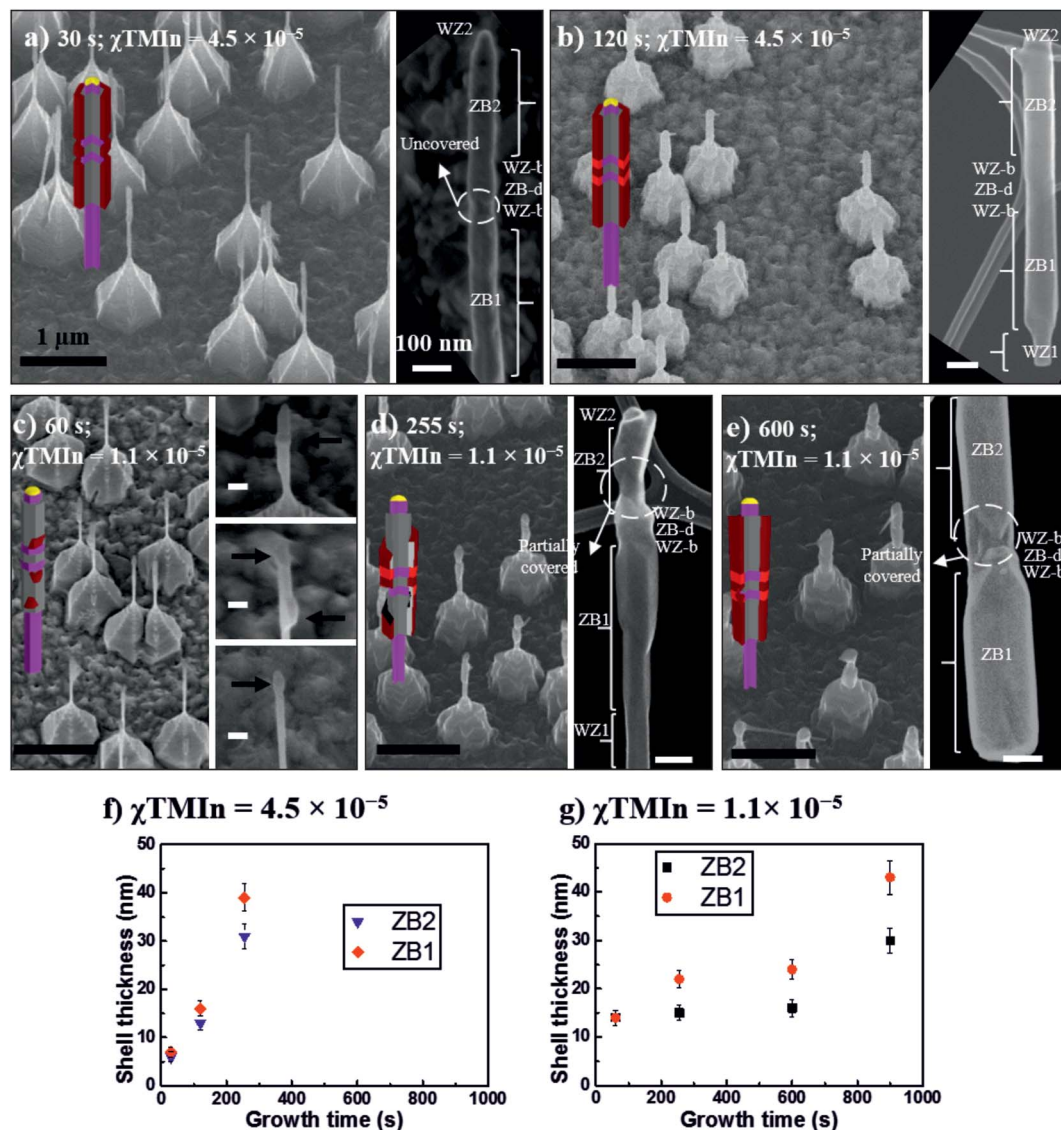 a) 30 s; χTMIn = 4.5 × 10⁻⁵
WZ2
ZB2
Uncovered
WZ-b
ZB-d
WZ-b
ZB1
1 µm
100 nm
b) 120 s; χTMIn = 4.5 × 10⁻⁵
WZ2
ZB2
WZ-b
ZB-d
WZ-b
ZB1
WZ1
c) 60 s;
χTMIn = 1.1 × 10⁻⁵
d) 255 s;
χTMIn = 1.1 × 10⁻⁵
WZ2
ZB2
WZ-b
ZB-d
WZ-b
Partially
covered
ZB1
WZ1
e) 600 s;
χTMIn = 1.1 × 10⁻⁵
ZB2
WZ-b
ZB-d
WZ-b
Partially
covered
ZB1
f) χTMIn = 4.5 × 10⁻⁵
Shell thickness (nm)
50
40
30
20
10
0
ZB2
ZB1
0 200 400 600 800 1000
Growth time (s)
g) χTMIn = 1.1× 10⁻⁵
Shell thickness (nm)
50
40
30
20
10
0
ZB2
ZB1
0 200 400 600 800 1000
Growth time (s)